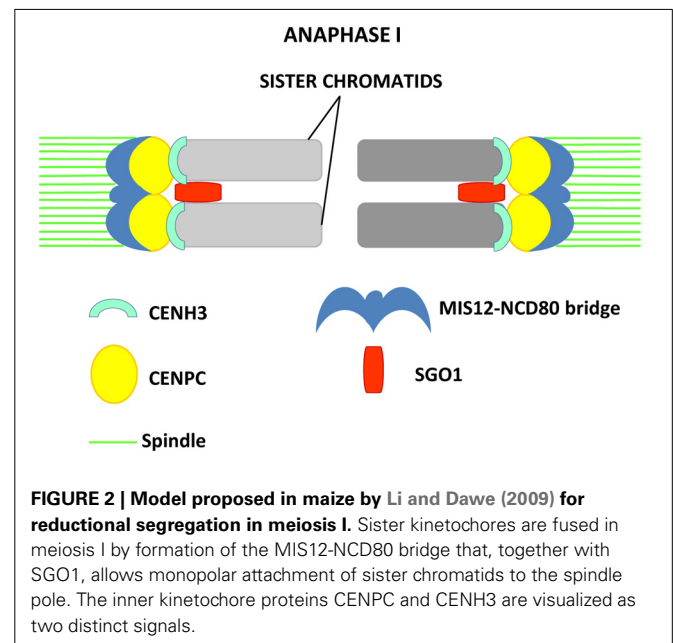 ANAPHASE I
SISTER CHROMATIDS
CENH3
MIS12-NCD80 bridge
CENPC
SGO1
Spindle
FIGURE 2 | Model proposed in maize by Li and Dawe (2009) for
reductional segregation in meiosis I. Sister kinetochores are fused in
meiosis I by formation of the MIS12-NCD80 bridge that, together with
SGO1, allows monopolar attachment of sister chromatids to the spindle
pole. The inner kinetochore proteins CENPC and CENH3 are visualized as
two distinct signals.